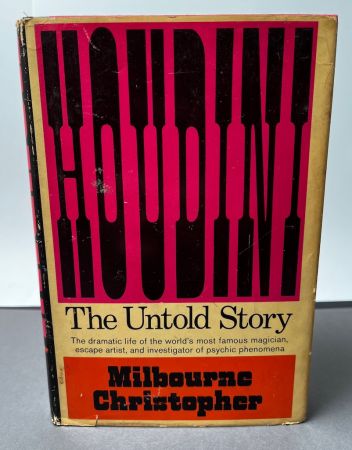 HOUDINI
The Untold Story
The dramatic life of the world's most famous magician,
escape artist, and investigator of psychic phenomena
Milbourne
Christopher